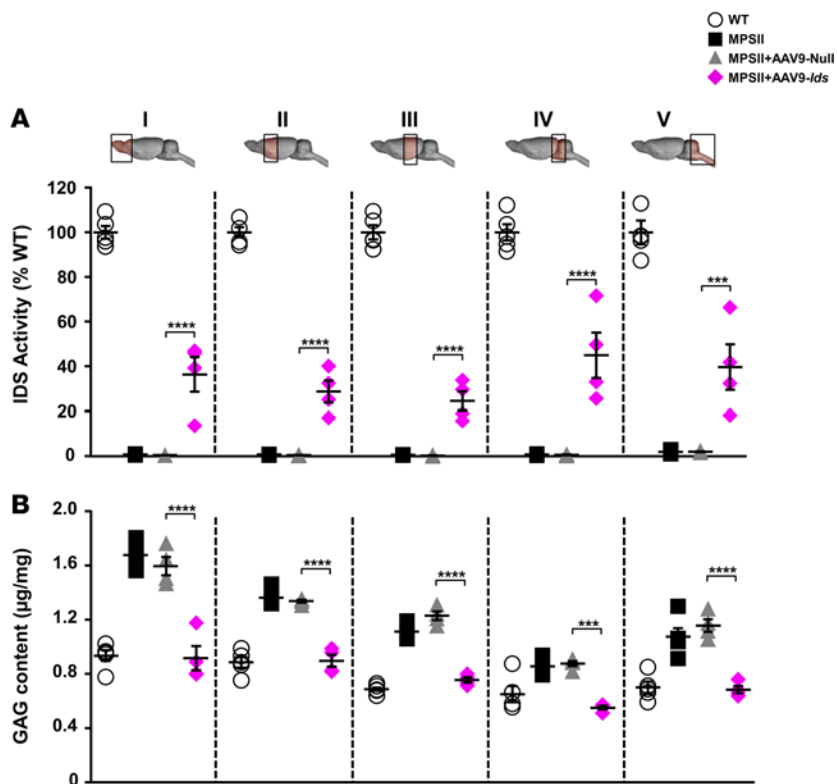 WT
MPSII
MPSII+AAV9-Null
MPSII+AAV9-Ids
A
I II III IV V
IDS Activity (% WT)
120
100
80
60
40
20
0
**** **** **** **** ***
B
GAG content (µg/mg)
2.0
1.6
1.2
0.8
0.4
0
**** **** **** *** ****